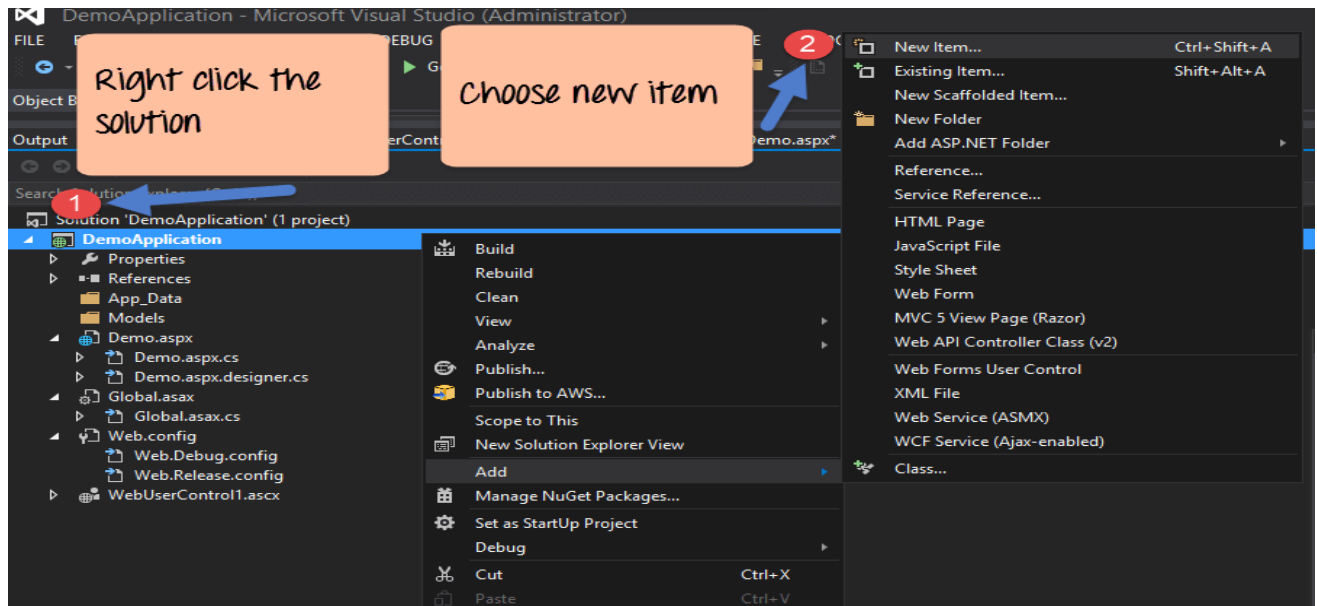 DemoApplication - Microsoft Visual Studio (Administrator)
FILE
Right click the
solution
Choose new item
Object B
Output
Demo.aspx*
1
2
Solution 'DemoApplication' (1 project)
DemoApplication
Properties
References
App_Data
Models
Demo.aspx
Demo.aspx.cs
Demo.aspx.designer.cs
Global.asax
Global.asax.cs
Web.config
Web.Debug.config
Web.Release.config
WebUserControl1.ascx
Build
Rebuild
Clean
View
Analyze
Publish...
Publish to AWS...
Scope to This
New Solution Explorer View
Add
Manage NuGet Packages...
Set as StartUp Project
Debug
Cut Ctrl+X
Paste Ctrl+V
New Item... Ctrl+Shift+A
Existing Item... Shift+Alt+A
New Scaffolded Item...
New Folder
Add ASP.NET Folder
Reference...
Service Reference...
HTML Page
JavaScript File
Style Sheet
Web Form
MVC 5 View Page (Razor)
Web API Controller Class (v2)
Web Forms User Control
XML File
Web Service (ASMX)
WCF Service (Ajax-enabled)
Class...